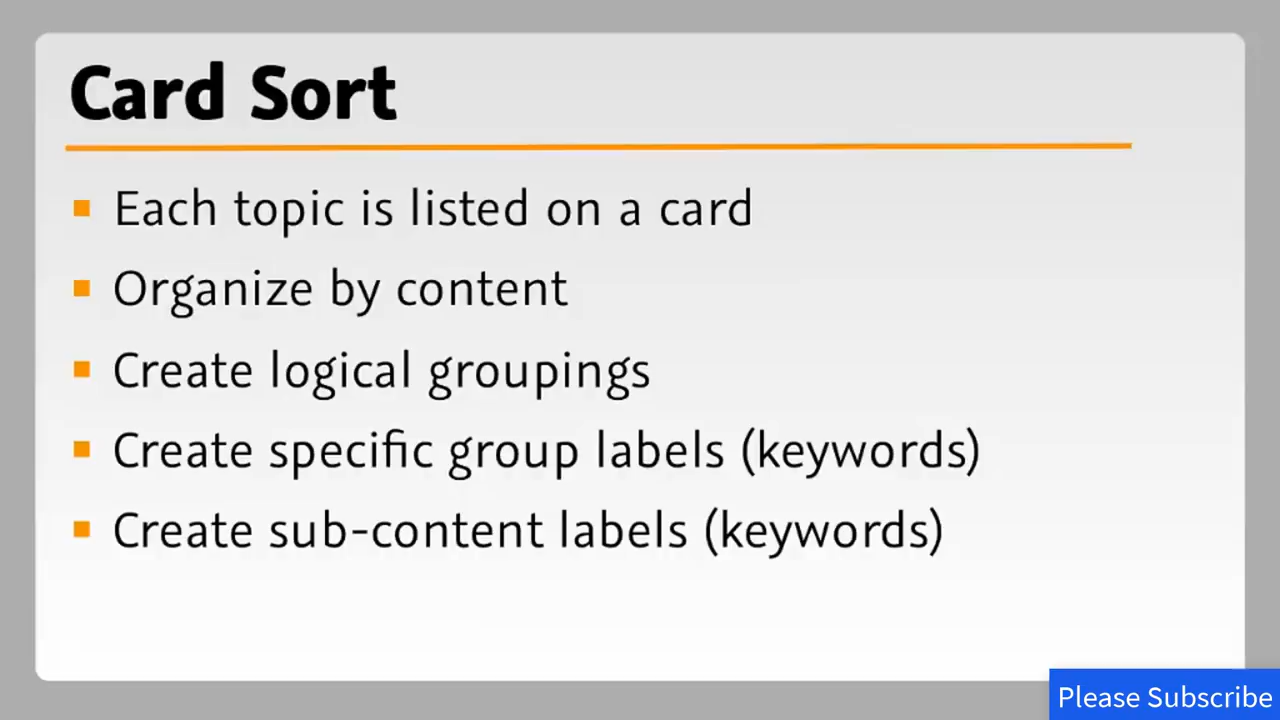 Card Sort
Each topic is listed on a card
Organize by content
Create logical groupings
Create specific group labels (keywords)
Create sub-content labels (keywords)
Please Subscribe